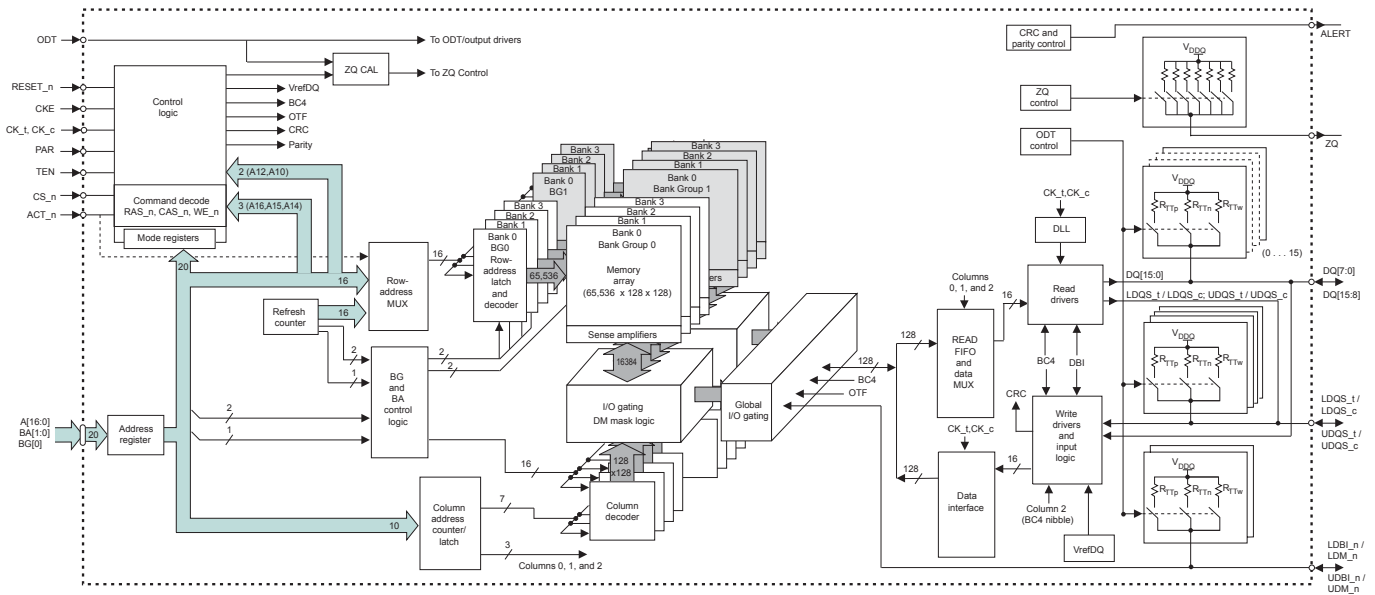 ODT
To ODT/output drivers
ZQ CAL
To ZQ Control
RESET_n
CKE
CK_t, CK_c
PAR
TEN
CS_n
ACT_n
Control
logic
VrefDQ
BC4
OTF
CRC
Parity
Command decode
RAS_n, CAS_n, WE_n
Mode registers
2 (A12,A10)
3 (A16,A15,A14)
20
16
16
Refresh
counter
Row-
address
MUX
16
2
1
BG
and
BA
control
logic
2
2
2
1
A[16:0]
BA[1:0]
BG[0]
20
Address
register
10
Column
address
counter/
latch
16
7
3
Columns 0, 1, and 2
Bank 3
Bank 2
Bank 1
Bank 0
BG1
Bank 3
Bank 2
Bank 1
Bank 0
BG0
Row-
address
latch
and
decoder
65,536
Bank 3
Bank 2
Bank 1
Bank 0
Bank Group 1
Bank 3
Bank 2
Bank 1
Bank 0
Bank Group 0
Memory
array
(65,536 x 128 x 128)
Sense amplifiers
ers
16384
I/O gating
DM mask logic
Global
I/O gating
128
x128
Column
decoder
128
BC4
OTF
128
128
Columns
0, 1, and 2
READ
FIFO
and
data
MUX
16
CK_t,CK_c
Data
interface
16
CK_t,CK_c
DLL
Read
drivers
BC4
DBI
CRC
Write
drivers
and
input
logic
Column 2
(BC4 nibble)
VrefDQ
CRC and
parity control
ZQ
control
ODT
control
VDDQ
ALERT
ZQ
VDDQ
RTTp
RTTn
RTTw
(0 . . . 15)
DQ[15:0]
DQ[7:0]
DQ[15:8]
LDQS_t / LDQS_c; UDQS_t / UDQS_c
VDDQ
RTTp
RTTn
RTTw
LDQS_t /
LDQS_c
UDQS_t /
UDQS_c
VDDQ
RTTp
RTTn
RTTw
LDBI_n /
LDM_n
UDBI_n /
UDM_n